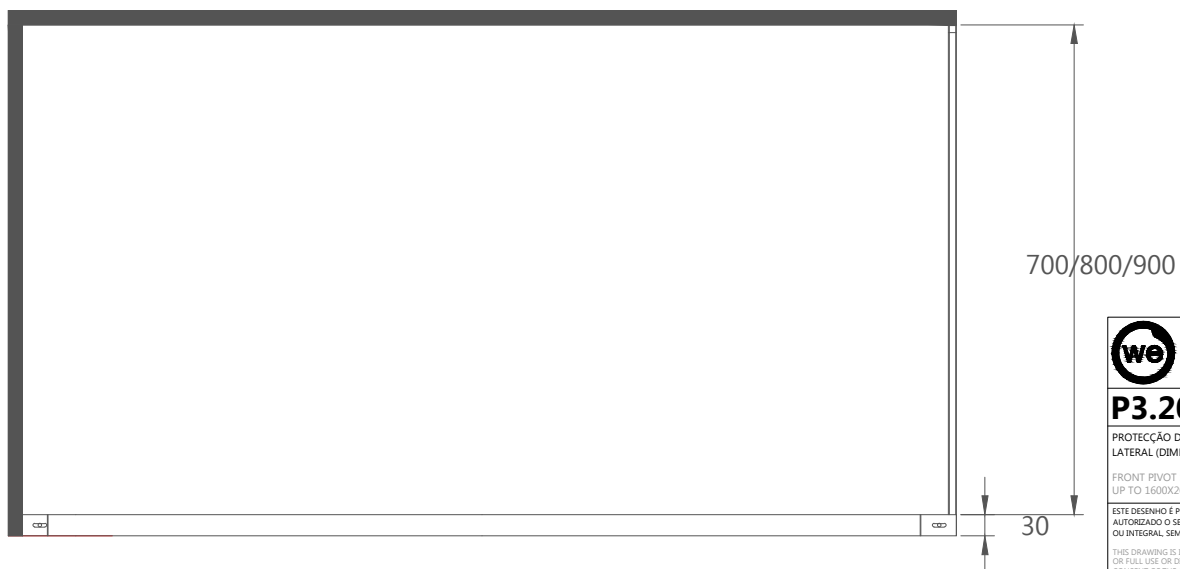 700/800/900
30
we
P3.20
PROTECÇÃO D
LATERAL (DIM
FRONT PIVOT
UP TO 1600X2
ESTE DESENHO É P
AUTORIZADO O SE
OU INTEGRAL, SEM
THIS DRAWING IS
OR FULL USE OR D